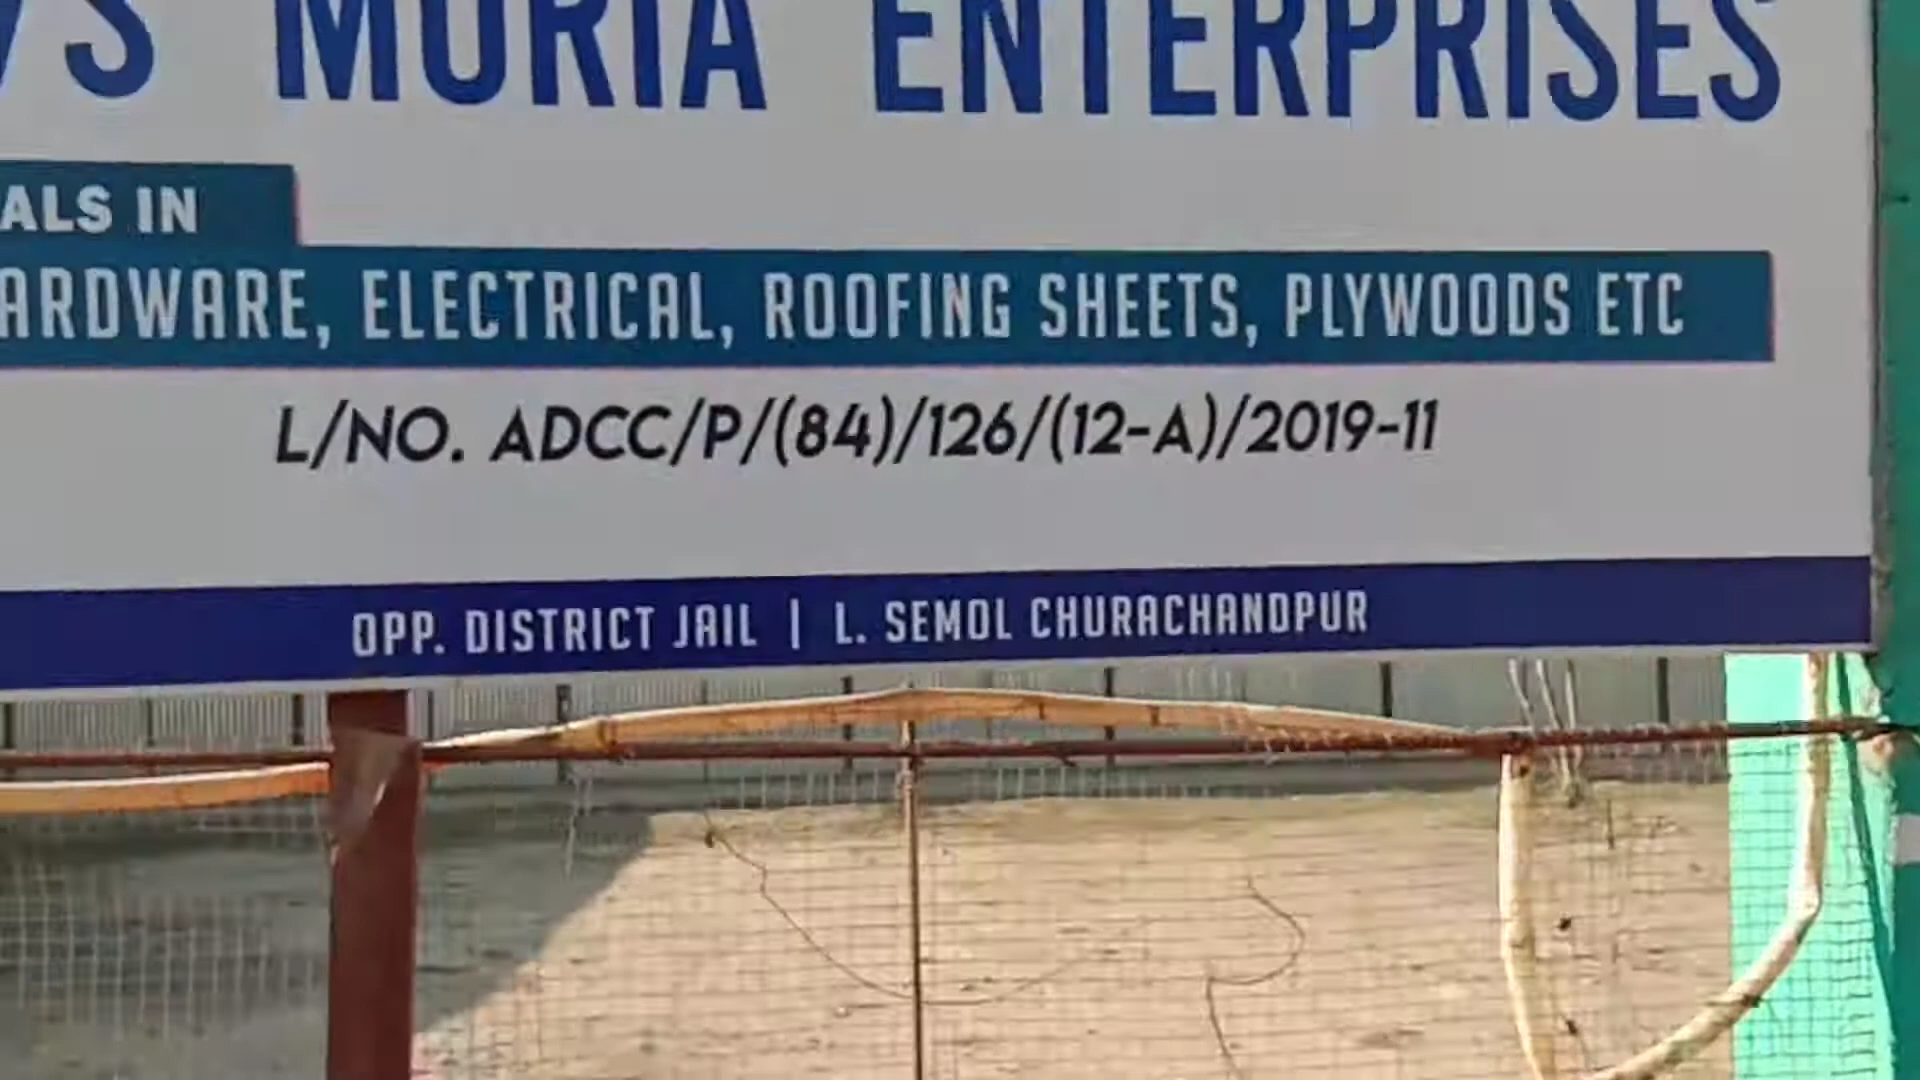 /S MORIA ENTERPRISES
ALS IN
ARDWARE, ELECTRICAL, ROOFING SHEETS, PLYWOODS ETC
L/NO. ADCC/P/(84)/126/(12-A)/2019-11
OPP. DISTRICT JAIL | L. SEMOL CHURACHANDPUR